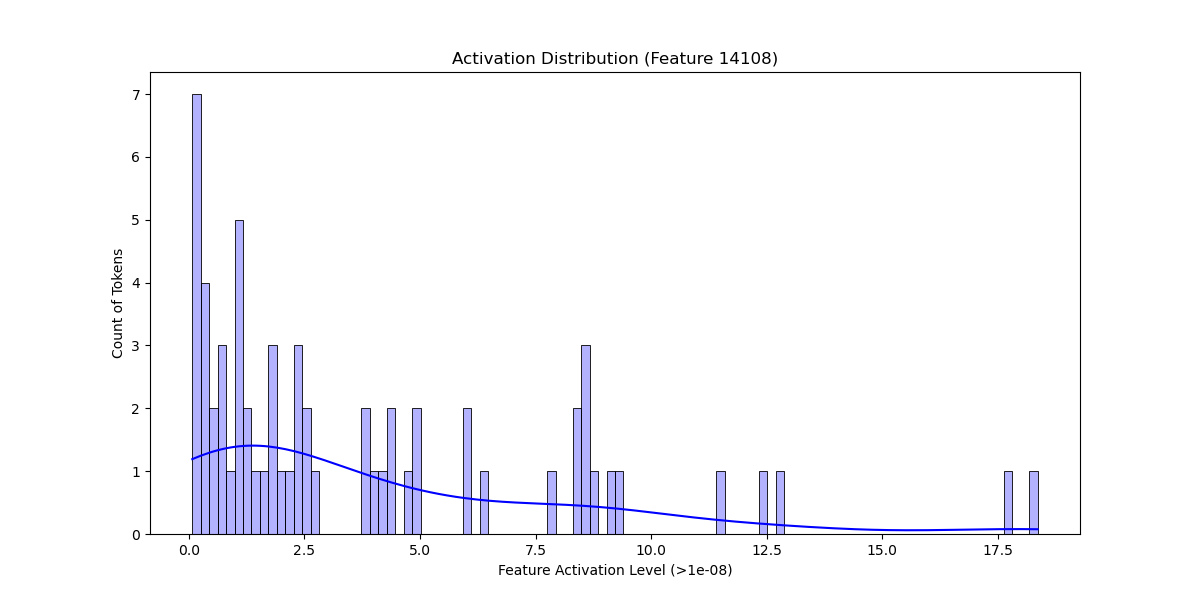 Activation Distribution (Feature 14108)
Count of Tokens
7
6
5
4
3
2
1
0
0.0 2.5 5.0 7.5 10.0 12.5 15.0 17.5
Feature Activation Level (>1e-08)